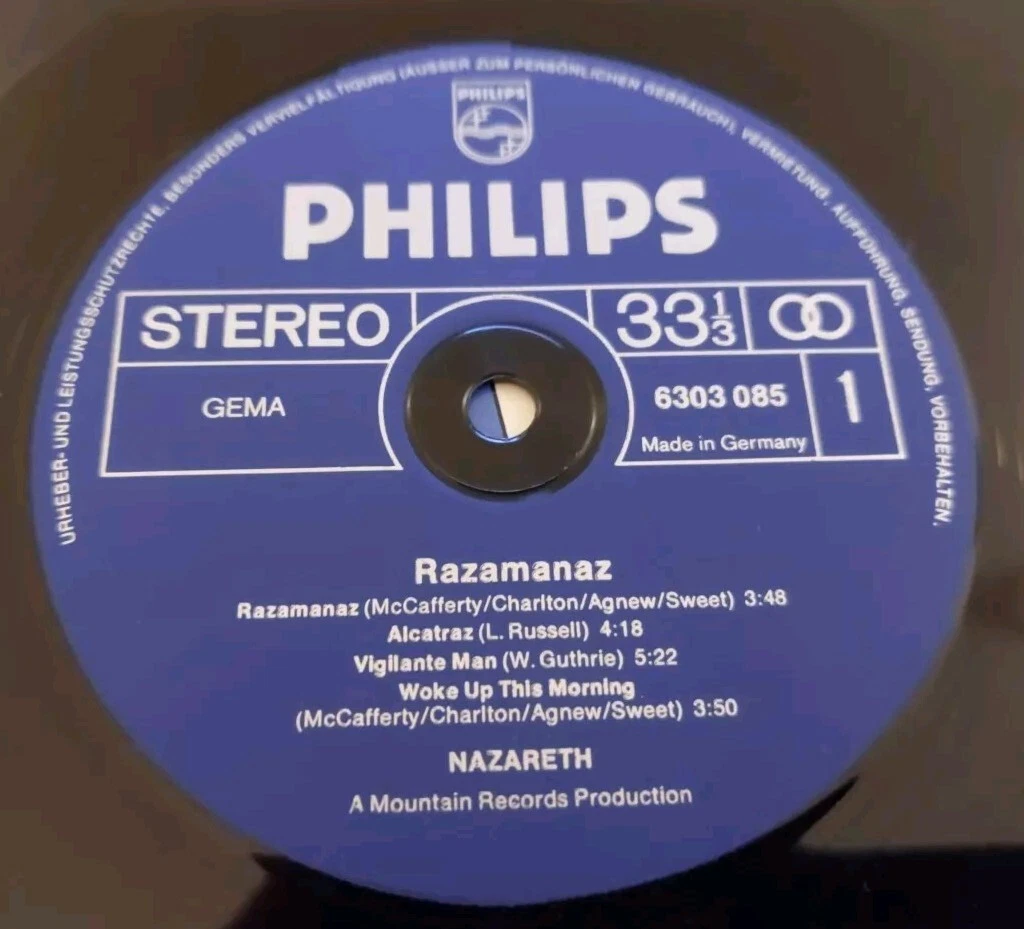 URHEBER- UND LEISTUNGSSCHUTZRECHTE, BESONDERS VERVIELFÄLTIGUNG (AUSSER ZUM PERSÖNLICHEN GEBRAUCH), VERMIETUNG, AUFFÜHRUNG, SENDUNG, VORBEHALTEN.
PHILIPS
PHILIPS
STEREO
33 1/3
GEMA
6303 085
1
Made in Germany
Razamanaz
Razamanaz (McCafferty/Charlton/Agnew/Sweet) 3:48
Alcatraz (L. Russell) 4:18
Vigilante Man (W. Guthrie) 5:22
Woke Up This Morning
(McCafferty/Charlton/Agnew/Sweet) 3:50
NAZARETH
A Mountain Records Production